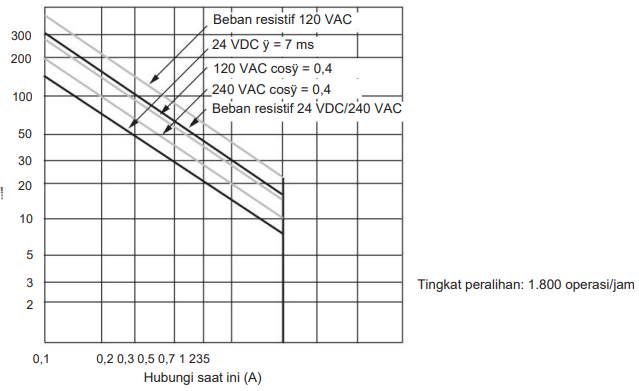 Beban resistif 120 VAC
24 VDC ÿ = 7 ms
120 VAC cosÿ = 0,4
240 VAC cosÿ = 0,4
Beban resistif 24 VDC/240 VAC
300
200
100
50
30
20
10
5
3
2
Tingkat peralihan: 1.800 operasi/jam
0,1 0,2 0,3 0,5 0,7 1 235
Hubungi saat ini (A)